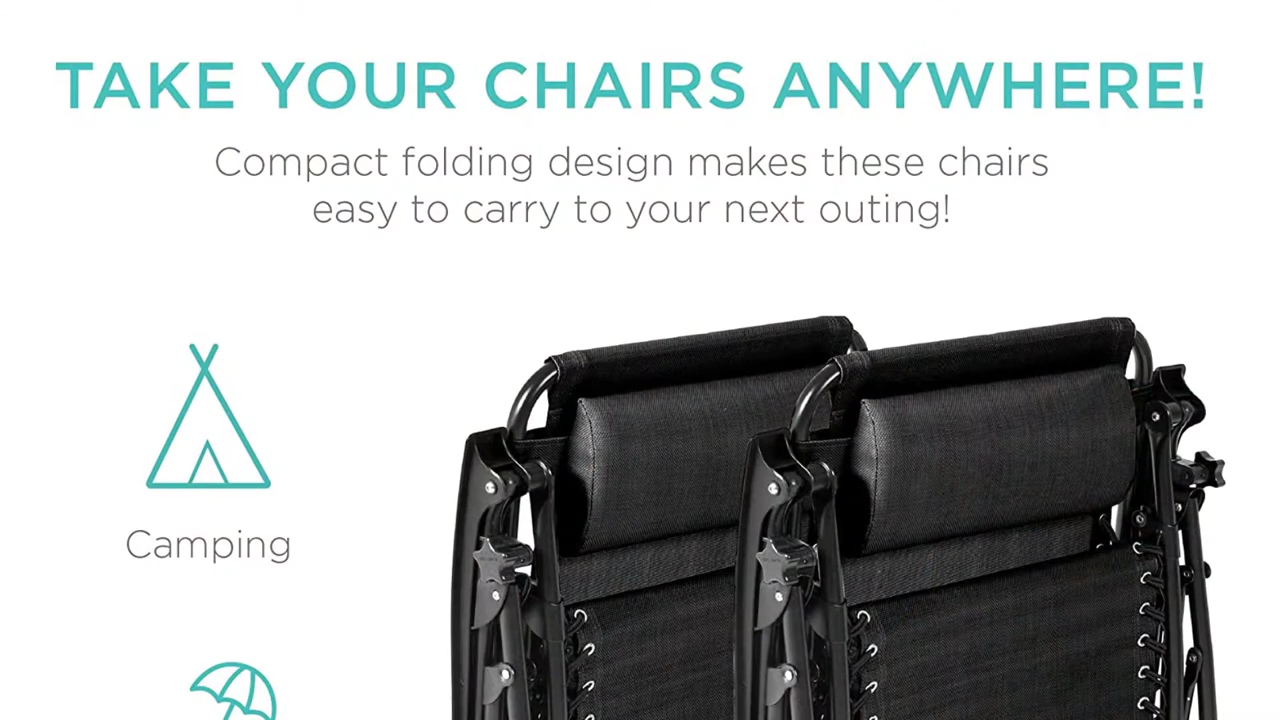 TAKE YOUR CHAIRS ANYWHERE!
Compact folding design makes these chairs
easy to carry to your next outing!
Camping